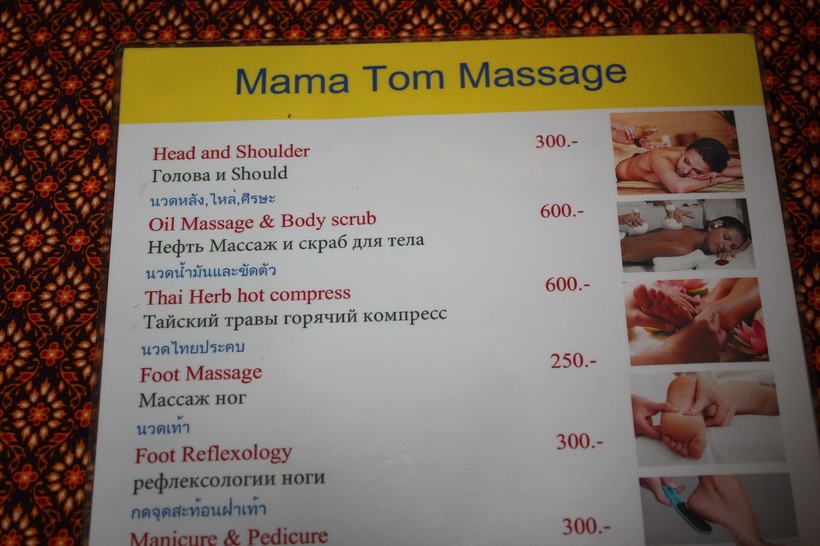 Mama Tom Massage
Head and Shoulder 300.-
Голова и Should
นวดหลัง,ไหล่,ศีรษะ
Oil Massage & Body scrub 600.-
Нефть Массаж и скраб для тела
นวดน้ำมันและขัดตัว
Thai Herb hot compress 600.-
Тайский травы горячий компресс
นวดไทยประคบ
Foot Massage 250.-
Массаж ног
นวดเท้า
Foot Reflexology 300.-
рефлексологии ноги
กดจุดสะท้อนฝ่าเท้า
Manicure & Pedicure 300.-